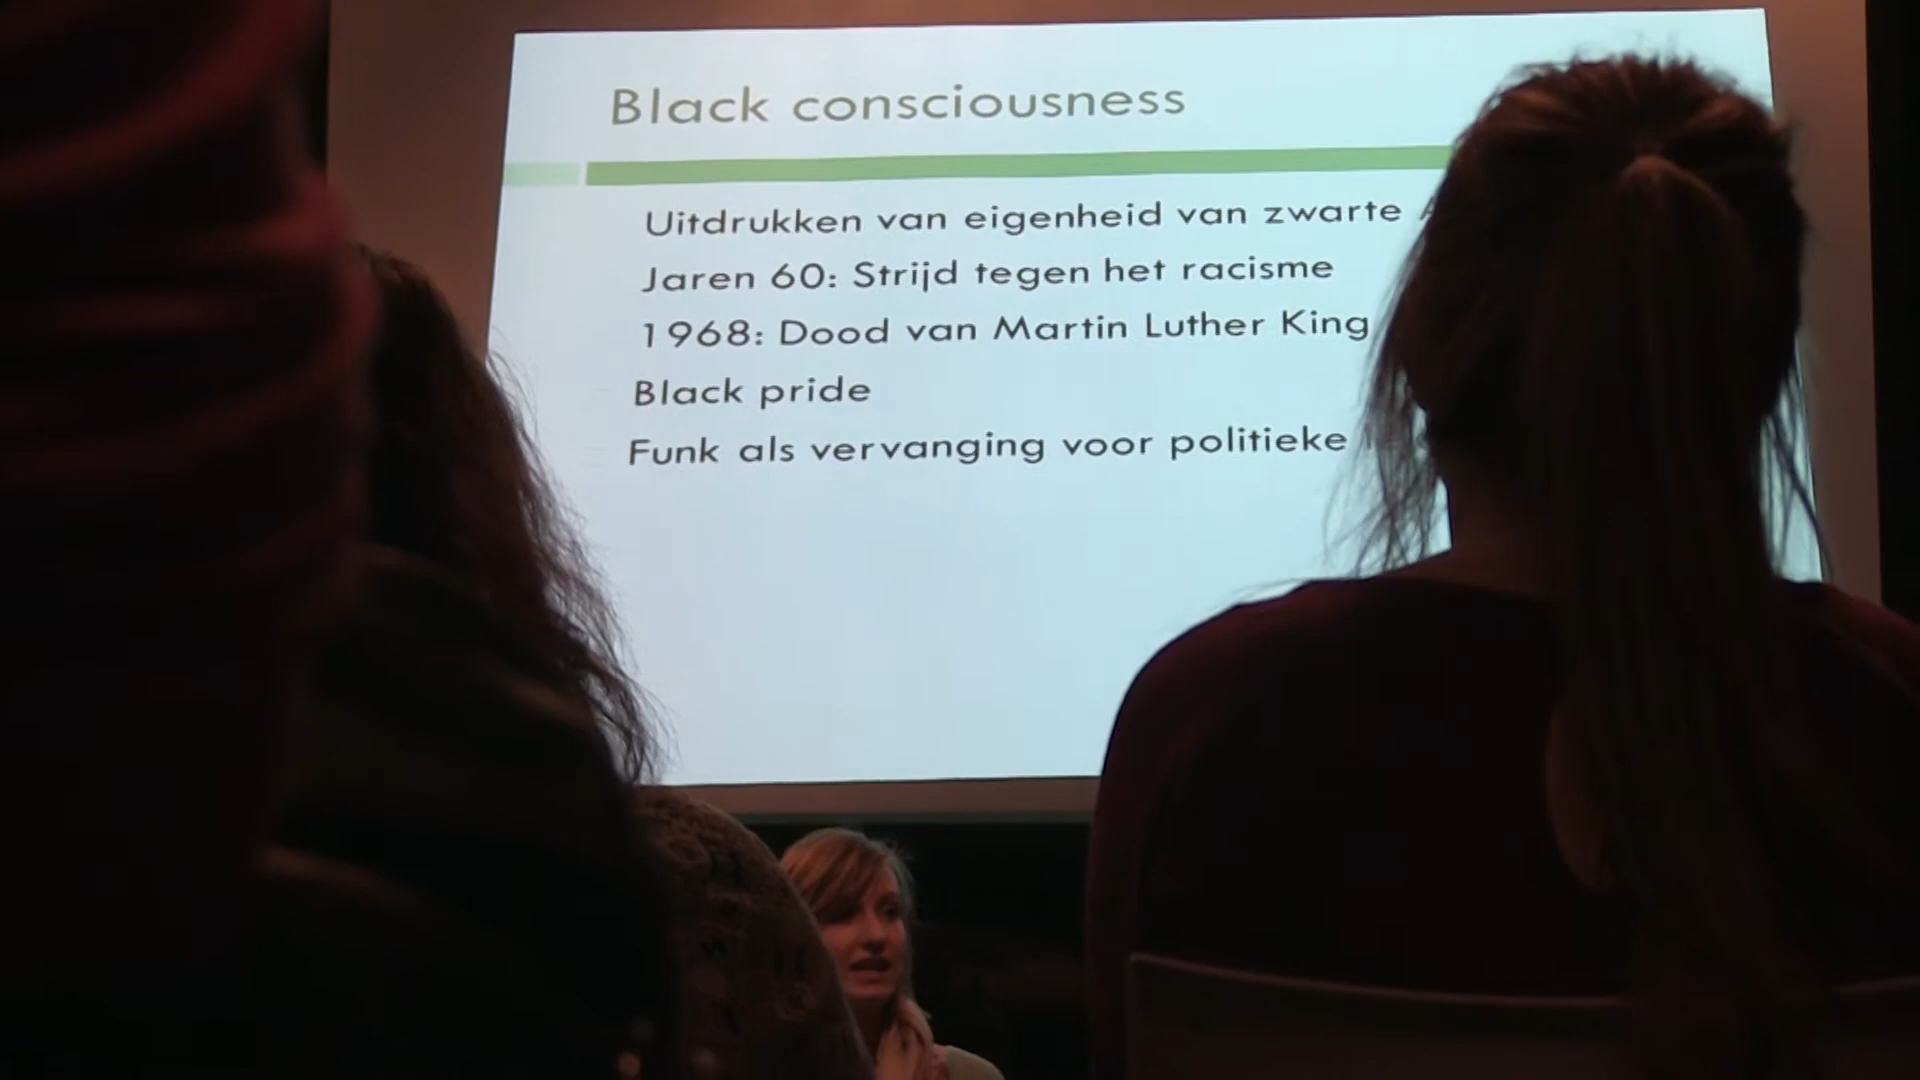 Black consciousness
Uitdrukken van eigenheid van zwarte
Jaren 60: Strijd tegen het racisme
1968: Dood van Martin Luther King
Black pride
Funk als vervanging voor politieke